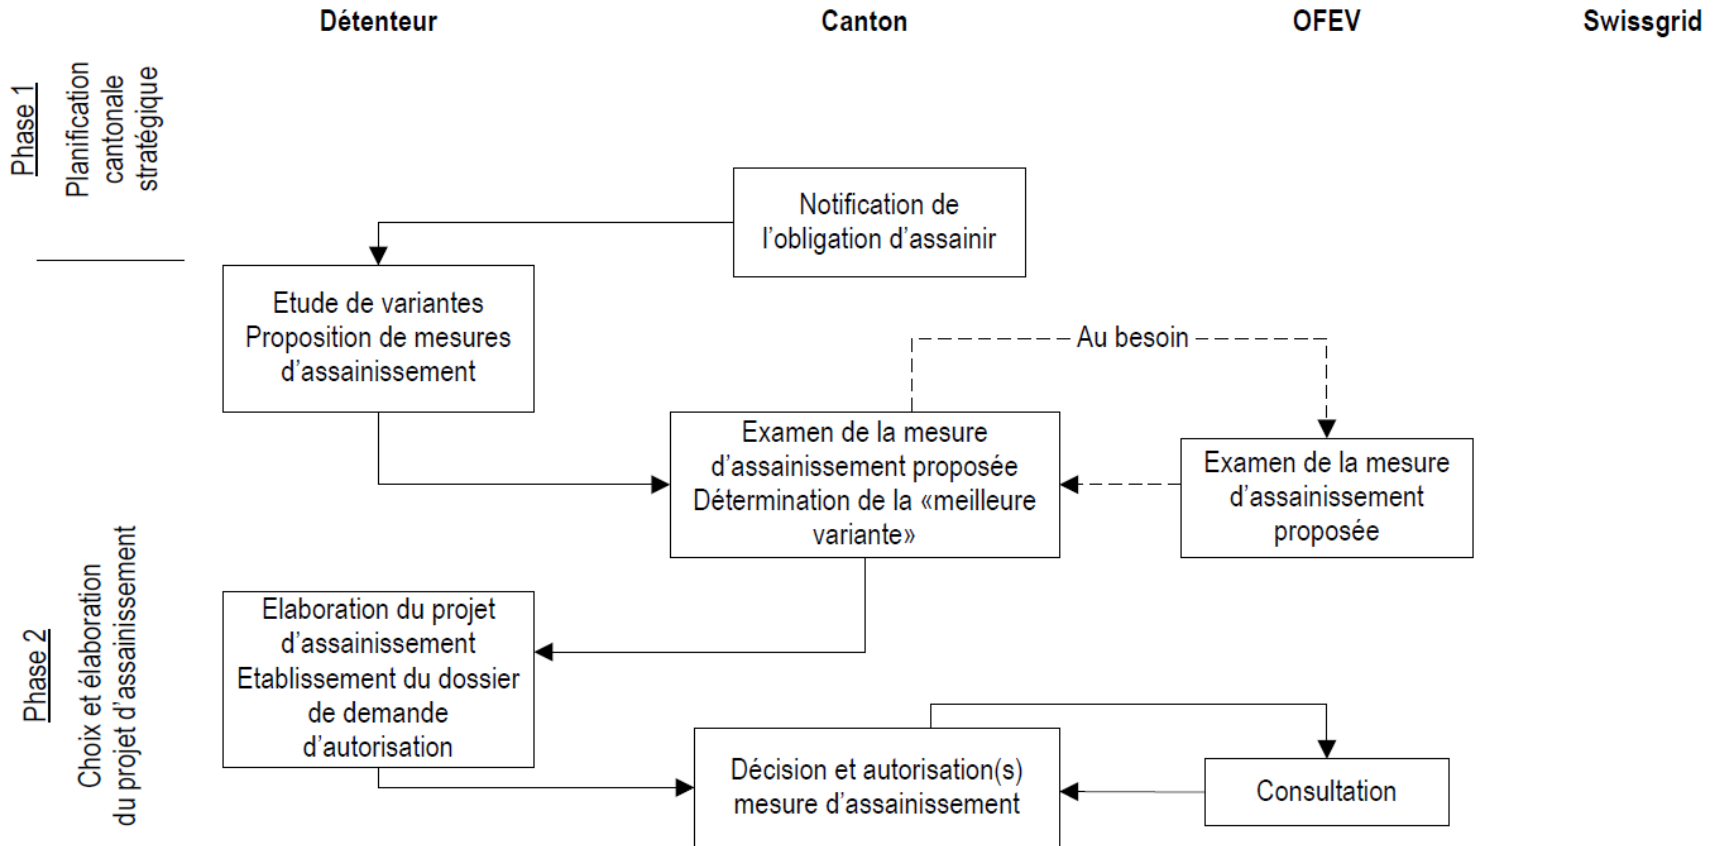 Détenteur
Canton
OFEV
Swissgrid
Phase 1
Planification
cantonale
stratégique
Notification de
l'obligation d'assainir
Etude de variantes
Proposition de mesures
d'assainissement
Au besoin
Examen de la mesure
d'assainissement proposée
Détermination de la «meilleure
variante»
Examen de la mesure
d'assainissement
proposée
Phase 2
Choix et élaboration
du projet d'assainissement
Elaboration du projet
d'assainissement
Etablissement du dossier
de demande
d'autorisation
Décision et autorisation(s)
mesure d'assainissement
Consultation